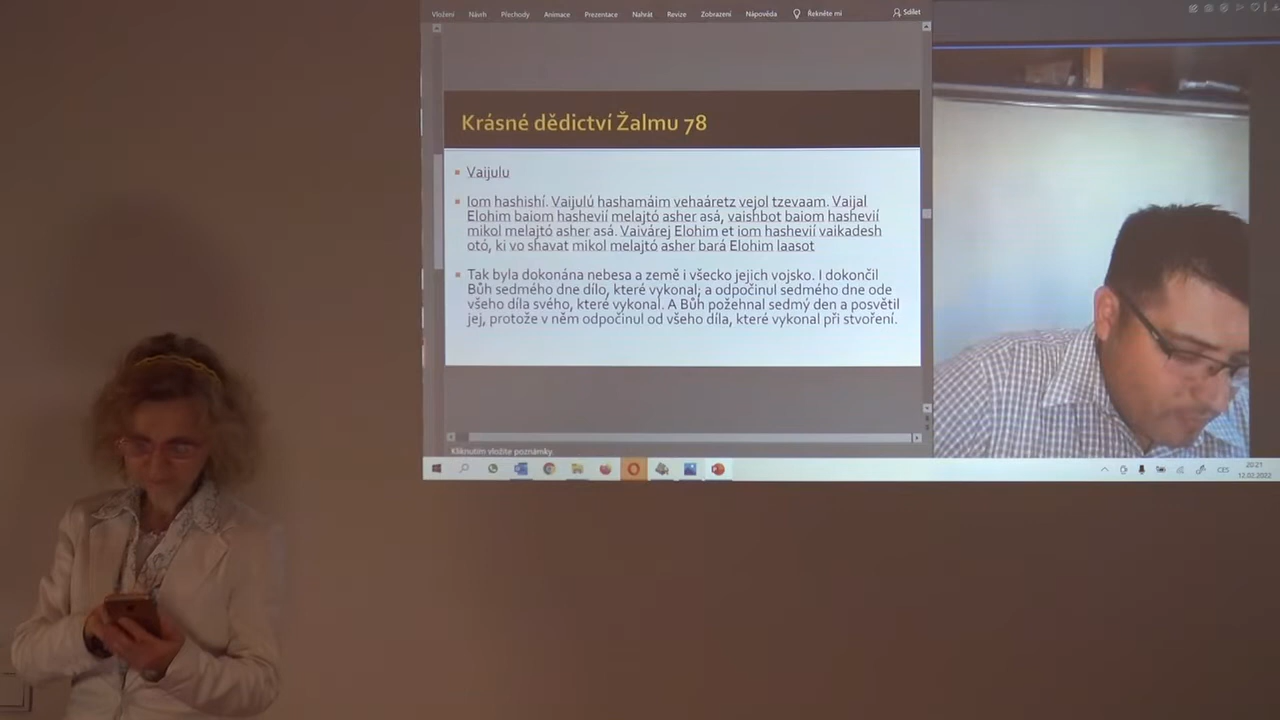 Vložení Návrh Přechody Animace Prezentace Nahrát Revize Zobrazení Nápověda Řekněte mi Sdílet
Krásné dědictví Žalmu 78
Vaijulu
Iom hashishí. Vaijulú hashamáim vehaáretz vejol tzevaam. Vaijal
Elohim baiom hashevií melajtó asher asá, vaishbot baiom hashevií
mikol melajtó asher asá. Vaivárej Elohim et iom hashevií vaikadesh
otó, ki vo shavat mikol melajtó asher bará Elohim laasot
Tak byla dokonána nebesa a země i všecko jejich vojsko. I dokončil
Bůh sedmého dne dílo, které vykonal; a odpočinul sedmého dne ode
všeho díla svého, které vykonal. A Bůh požehnal sedmý den a posvětil
jej, protože v něm odpočinul od všeho díla, které vykonal při stvoření.
Kliknutím vložíte poznámky.
CES
20:21
12.02.2022